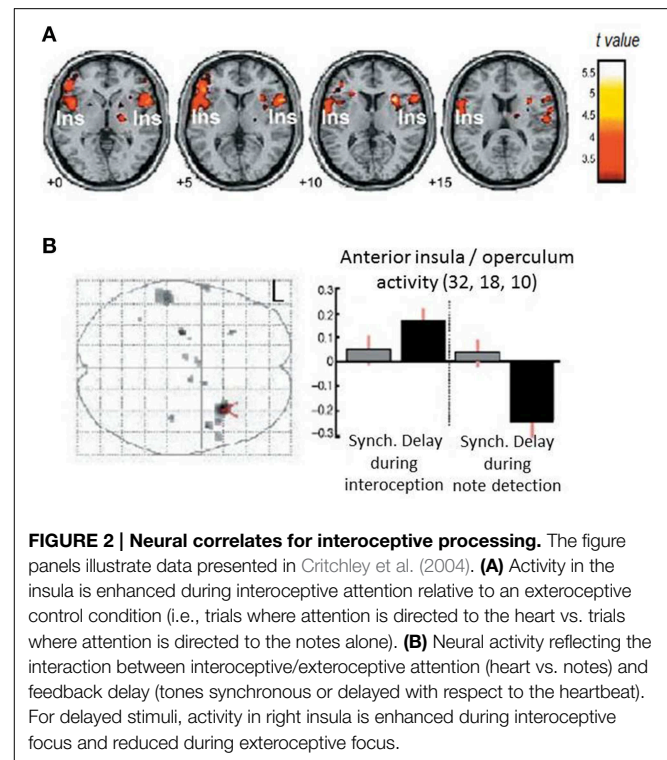 A
t value
5.5
5
4.5
4
3.5
Ins Ins Ins Ins Ins Ins
+0 +5 +10 +15
B
L
Anterior insula / operculum
activity (32, 18, 10)
0.3
0.2
0.1
0
−0.1
−0.2
−0.3
Synch. Delay Synch. Delay
during during
interoception note detection
FIGURE 2 | Neural correlates for interoceptive processing. The figure
panels illustrate data presented in Critchley et al. (2004). (A) Activity in the
insula is enhanced during interoceptive attention relative to an exteroceptive
control condition (i.e., trials where attention is directed to the heart vs. trials
where attention is directed to the notes alone). (B) Neural activity reflecting the
interaction between interoceptive/exteroceptive attention (heart vs. notes) and
feedback delay (tones synchronous or delayed with respect to the heartbeat).
For delayed stimuli, activity in right insula is enhanced during interoceptive
focus and reduced during exteroceptive focus.